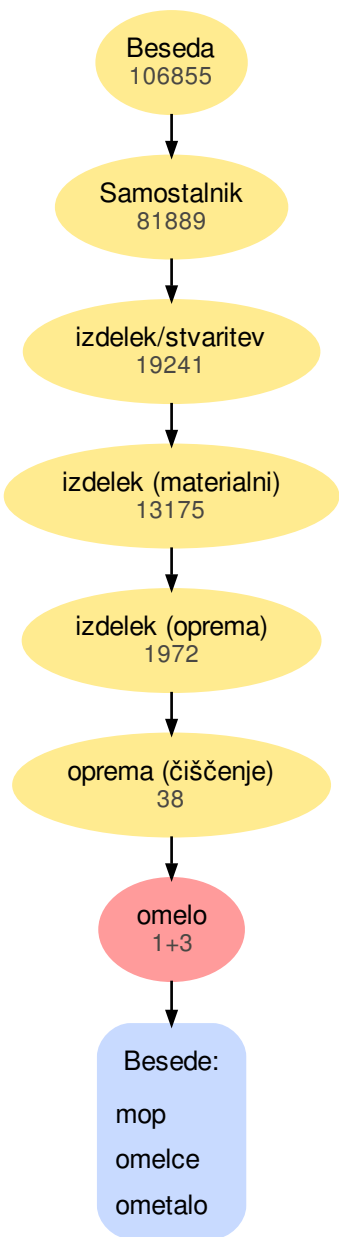 Beseda
106855
Samostalnik
81889
izdelek/stvaritev
19241
izdelek (materialni)
13175
izdelek (oprema)
1972
oprema (čiščenje)
38
omelo
1+3
Besede:
mop
omelce
ometalo